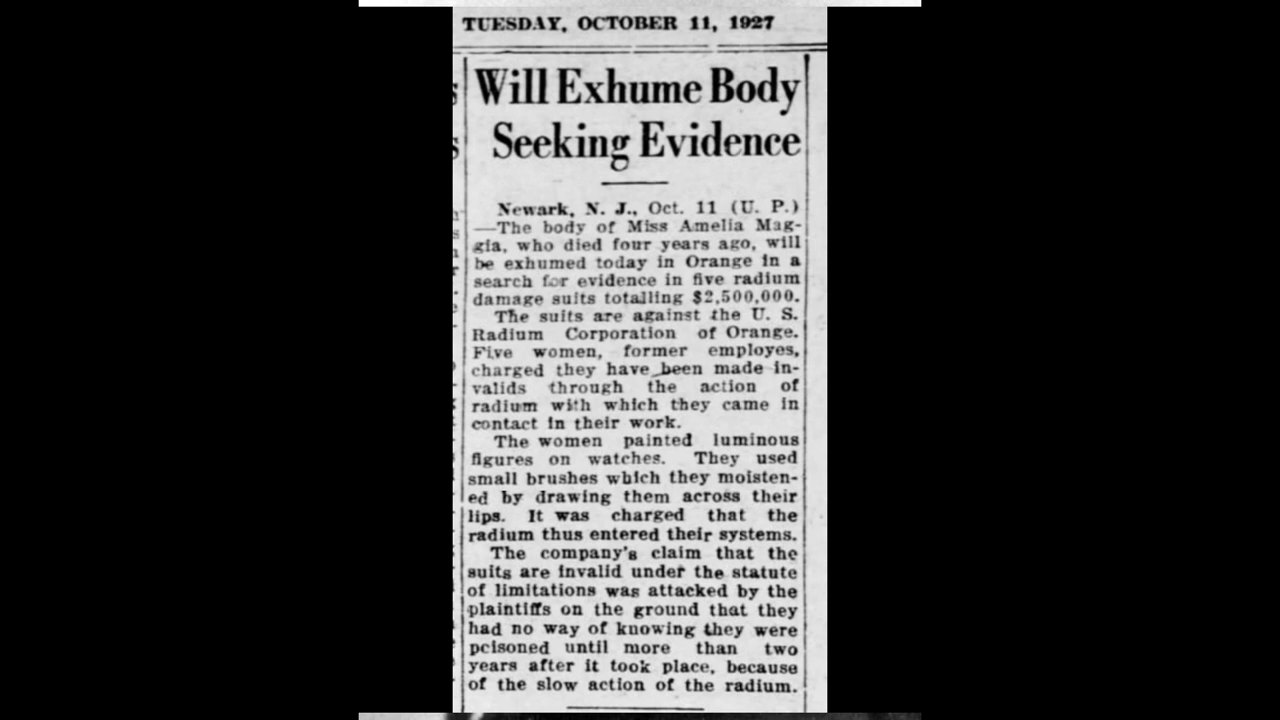 TUESDAY, OCTOBER 11, 1927
Will Exhume Body
Seeking Evidence
Newark, N. J., Oct. 11 (U. P.)
—The body of Miss Amelia Mag-
gia, who died four years ago, will
be exhumed today in Orange in a
search for evidence in five radium
damage suits totalling $2,500,000.
The suits are against the U. S.
Radium Corporation of Orange.
Five women, former employes,
charged they have been made in-
valids through the action of
radium with which they came in
contact in their work.
The women painted luminous
figures on watches. They used
small brushes which they moisten-
ed by drawing them across their
lips. It was charged that the
radium thus entered their systems.
The company's claim that the
suits are invalid under the statute
of limitations was attacked by the
plaintiffs on the ground that they
had no way of knowing they were
pcisoned until more than two
years after it took place, because
of the slow action of the radium.